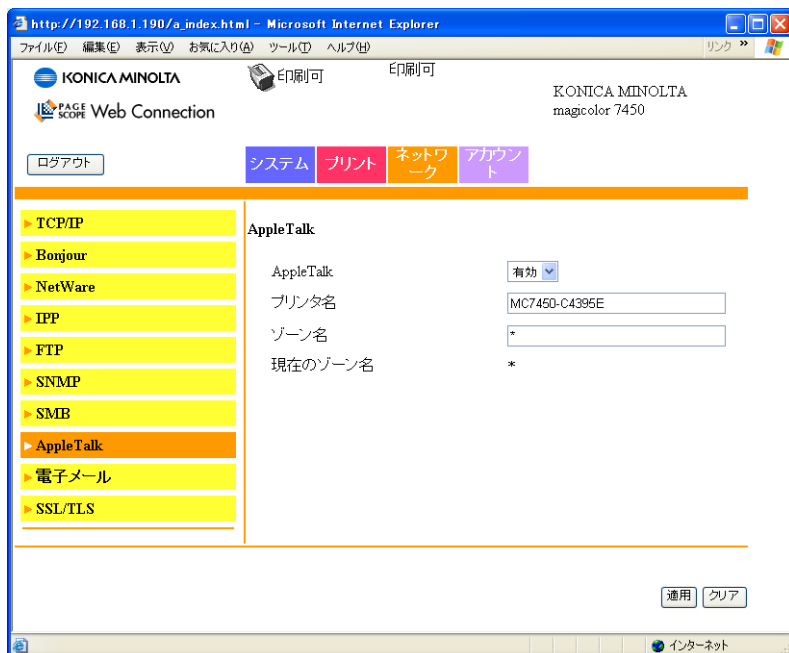 http://192.168.1.190/a_index.html - Microsoft Internet Explorer
ファイル(F) 編集(E) 表示(V) お気に入り(A) ツール(T) ヘルプ(H) リンク »
KONICA MINOLTA
印刷可
印刷可
KONICA MINOLTA
magicolor 7450
PAGE SCOPE Web Connection
ログアウト
システム
プリント
ネットワーク
アカウント
TCP/IP
Bonjour
NetWare
IPP
FTP
SNMP
SMB
AppleTalk
電子メール
SSL/TLS
AppleTalk
AppleTalk 有効
プリンタ名 MC7450-C4395E
ゾーン名 *
現在のゾーン名 *
適用 クリア
インターネット